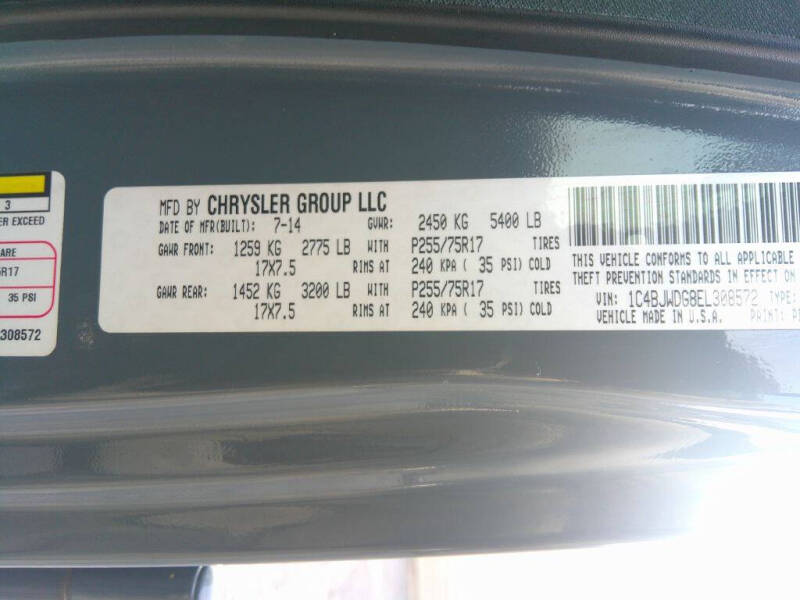 3
ER EXCEED
ARE
5R17
35 PSI
308572
MFD BY CHRYSLER GROUP LLC
DATE OF MFR(BUILT): 7-14 GVWR: 2450 KG 5400 LB
GAWR FRONT: 1259 KG 2775 LB WITH P255/75R17 TIRES
17X7.5 RIMS AT 240 KPA ( 35 PSI) COLD
GAWR REAR: 1452 KG 3200 LB WITH P255/75R17 TIRES
17X7.5 RIMS AT 240 KPA ( 35 PSI) COLD
THIS VEHICLE CONFORMS TO ALL APPLICABLE
THEFT PREVENTION STANDARDS IN EFFECT ON
VIN: 1C4BJWDG8EL308572 TYPE:
VEHICLE MADE IN U.S.A. PAINT: